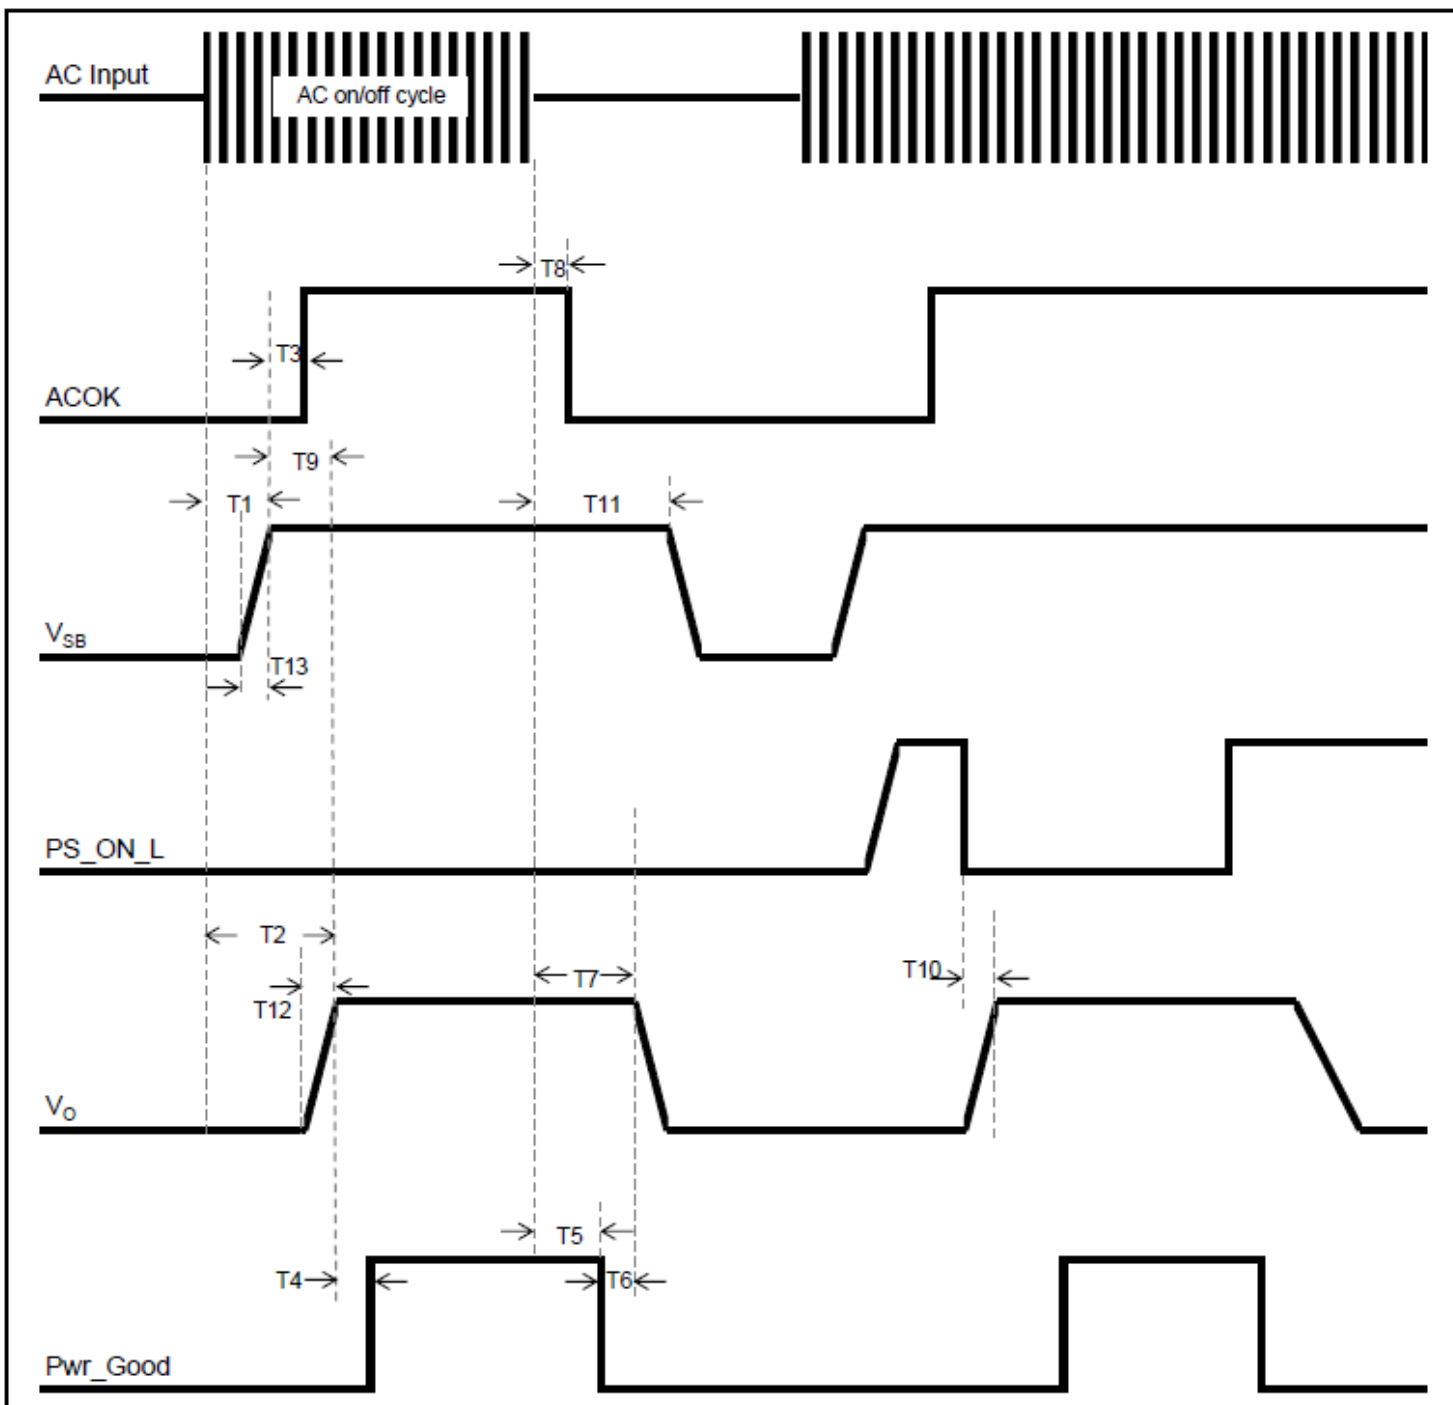 AC Input
AC on/off cycle
T8
T3
ACOK
T9
T1
T11
VSB
T13
PS_ON_L
T2
T10
T7
T12
VO
T5
T4
T6
Pwr_Good